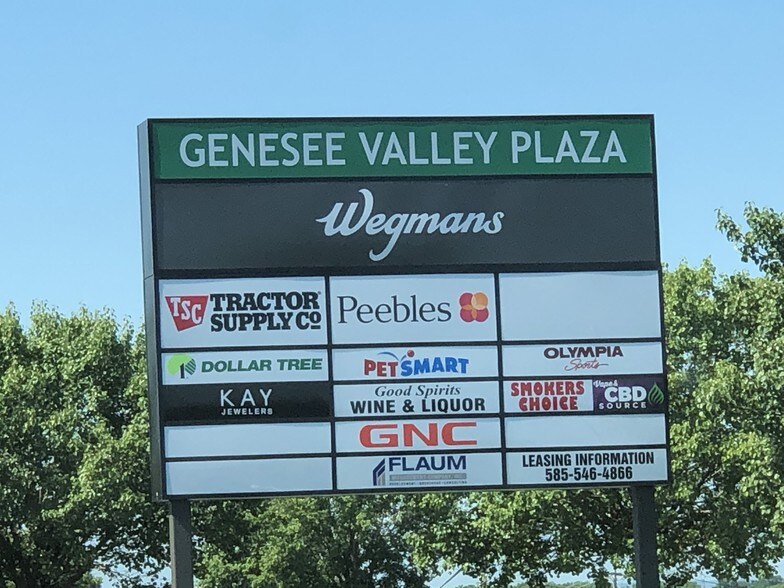 GENESEE VALLEY PLAZA
Wegmans
TSC TRACTOR
SUPPLY CO
Peebles
DOLLAR TREE
PETSMART
OLYMPIA
Sports
KAY
JEWELERS
Good Spirits
WINE & LIQUOR
SMOKERS
CHOICE
Vape &
CBD
SOURCE
GNC
FLAUM
LEASING INFORMATION
585-546-4866